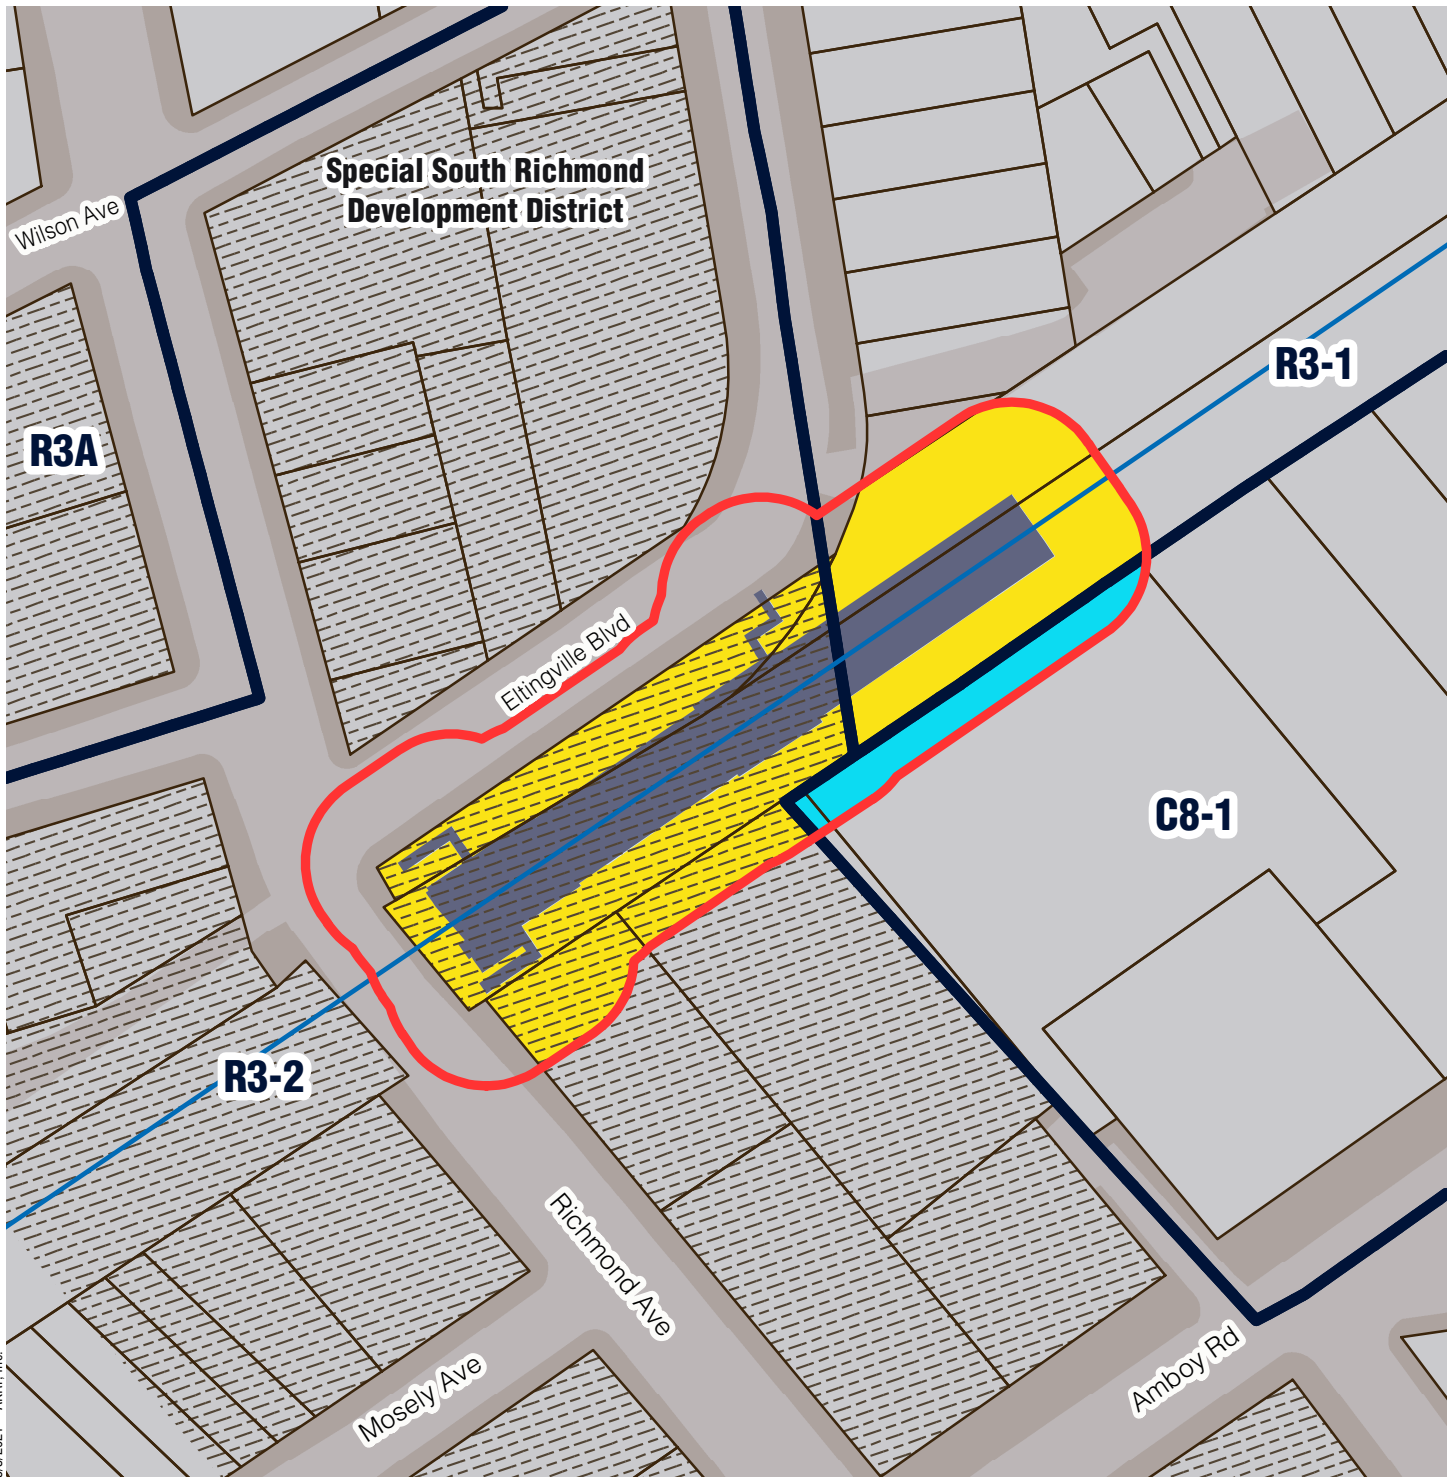 Special South Richmond
Development District
Wilson Ave
R3-1
R3A
Eltingville Blvd
C8-1
R3-2
Richmond Ave
Amboy Rd
Mosely Ave